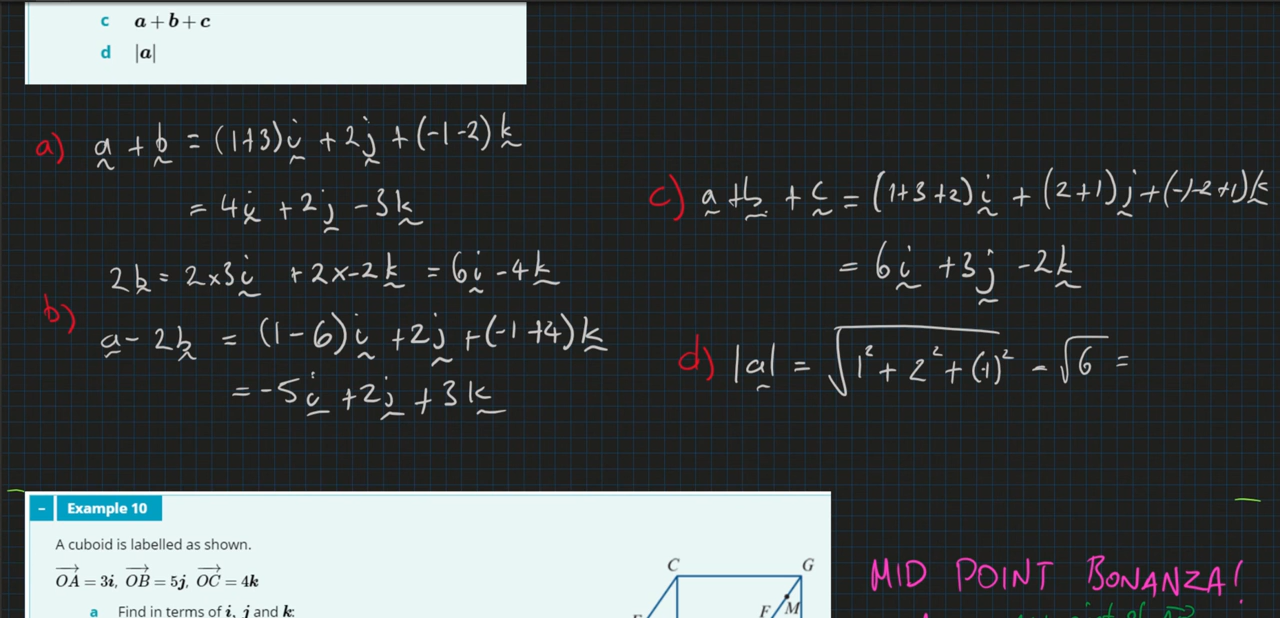 c a + b + c
d |a|
a) a + b = (1+3)i + 2j + (-1-2)k
= 4i + 2j - 3k
2b = 2×3i + 2×-2k = 6i - 4k
b) a - 2b = (1-6)i + 2j + (-1+4)k
= -5i + 2j + 3k
c) a + b + c = (1+3+2)i + (2+1)j + (-1-2+1)k
= 6i + 3j - 2k
d) |a| = √1² + 2² + (-1)² = √6 =
- Example 10
A cuboid is labelled as shown.
OA = 3i, OB = 5j, OC = 4k
a Find in terms of i, j and k:
C G
F M
MID POINT BONANZA!